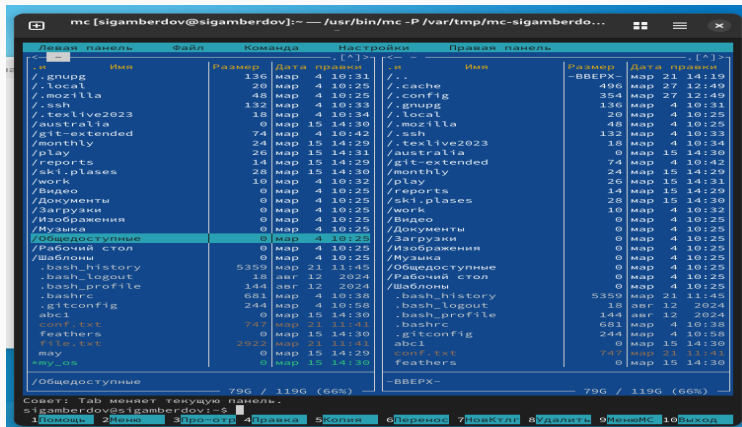 mc [sigamberdov@sigamberdov]:~ — /usr/bin/mc -P /var/tmp/mc-sigamberdo...
~
Левая панель Файл Команда Настройки Правая панель
<— ~ .[^]> <— ~ .[^]>
.и Имя Размер Дата правки .и Имя Размер Дата правки
/.gnupg 136 мар 4 10:31 /.. -ВВЕРХ- мар 21 14:19
/.local 20 мар 4 10:25 /.cache 496 мар 27 12:49
/.mozilla 48 мар 4 10:25 /.config 354 мар 27 12:49
/.ssh 132 мар 4 10:33 /.gnupg 136 мар 4 10:31
/.texlive2023 18 мар 4 10:34 /.local 20 мар 4 10:25
/australia 0 мар 15 14:30 /.mozilla 48 мар 4 10:25
/git-extended 74 мар 4 10:42 /.ssh 132 мар 4 10:33
/monthly 24 мар 15 14:29 /.texlive2023 18 мар 4 10:34
/play 26 мар 15 14:31 /australia 0 мар 15 14:30
/reports 14 мар 15 14:29 /git-extended 74 мар 4 10:42
/ski.plases 28 мар 15 14:30 /monthly 24 мар 15 14:29
/work 10 мар 4 10:32 /play 26 мар 15 14:31
/Видео 0 мар 4 10:25 /reports 14 мар 15 14:29
/Документы 0 мар 4 10:25 /ski.plases 28 мар 15 14:30
/Загрузки 0 мар 4 10:25 /work 10 мар 4 10:32
/Изображения 0 мар 4 10:25 /Видео 0 мар 4 10:25
/Музыка 0 мар 4 10:25 /Документы 0 мар 4 10:25
/Общедоступные 0 мар 4 10:25 /Загрузки 0 мар 4 10:25
/Рабочий стол 0 мар 4 10:25 /Изображения 0 мар 4 10:25
/Шаблоны 0 мар 4 10:25 /Музыка 0 мар 4 10:25
.bash_history 5359 мар 21 11:45 /Общедоступные 0 мар 4 10:25
.bash_logout 18 авг 12 2024 /Рабочий стол 0 мар 4 10:25
.bash_profile 144 авг 12 2024 /Шаблоны 0 мар 4 10:25
.bashrc 681 мар 4 10:38 .bash_history 5359 мар 21 11:45
.gitconfig 244 мар 4 10:58 .bash_logout 18 авг 12 2024
abc1 0 мар 15 14:30 .bash_profile 144 авг 12 2024
conf.txt 747 мар 21 11:41 .bashrc 681 мар 4 10:38
feathers 0 мар 15 14:30 .gitconfig 244 мар 4 10:58
file.txt 2922 мар 21 11:41 abc1 0 мар 15 14:30
may 0 мар 15 14:29 conf.txt 747 мар 21 11:41
*my_os 0 мар 15 14:30 feathers 0 мар 15 14:30
/Общедоступные -ВВЕРХ-
79G / 119G (66%) 79G / 119G (66%)
Совет: Tab меняет текущую панель.
sigamberdov@sigamberdov:~$
1Помощь 2Меню 3Про~отр 4Правка 5Копия 6Перенос 7НовКтлг 8Удалить 9МенюMC 10Выход